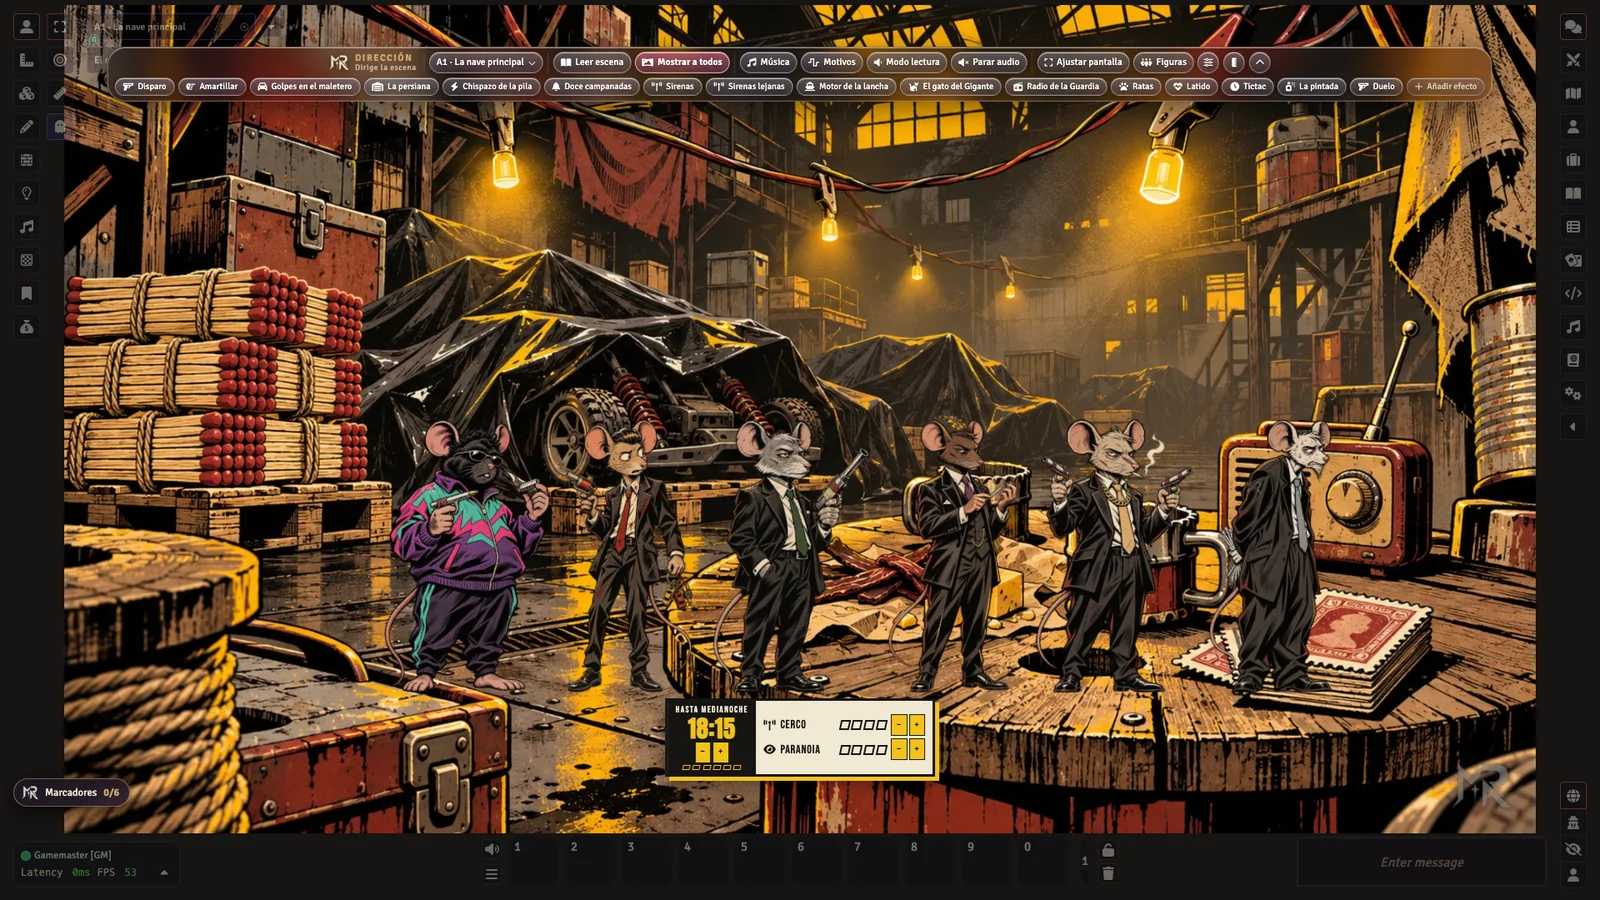 A1 - La nave principal
MR DIRECCIÓN
Dirige la escena
A1 · La nave principal
Leer escena
Mostrar a todos
Música
Motivos
Modo lectura
Parar audio
Ajustar pantalla
Figuras
Disparo
Amartillar
Golpes en el maletero
La persiana
Chispazo de la pila
Doce campanadas
Sirenas
Sirenas lejanas
Motor de la lancha
El gato del Gigante
Radio de la Guardia
Ratas
Latido
Tictac
La pintada
Duelo
+ Añadir efecto
HASTA MEDIANOCHE
18:15
- +
CERCO - +
PARANOIA - +
MR Marcadores 0/6
MR
Gamemaster [GM]
Latency 0ms FPS 53
1 2 3 4 5 6 7 8 9 0
1
Enter message